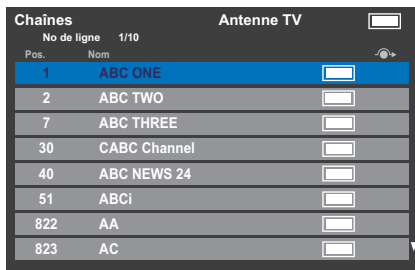 Chaînes Antenne TV
No de ligne 1/10
Pos. Nom
1 ABC ONE
2 ABC TWO
7 ABC THREE
30 CABC Channel
40 ABC NEWS 24
51 ABCi
822 AA
823 AC